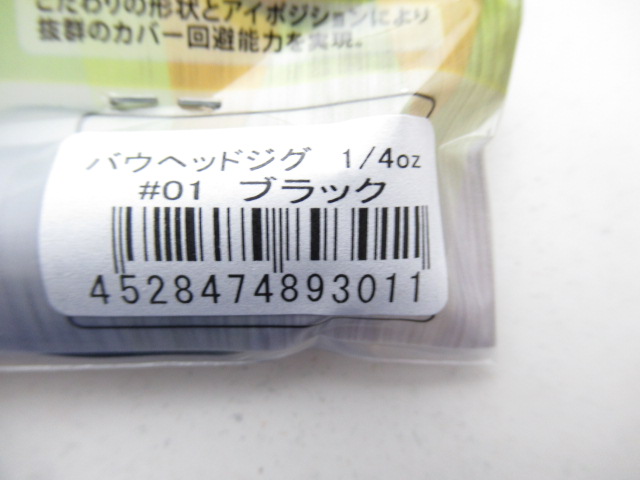 こだわりの形状とアイポジションにより
抜群のカバー回避能力を実現。
バウヘッドジグ 1/4oz
#01 ブラック
4528474893011